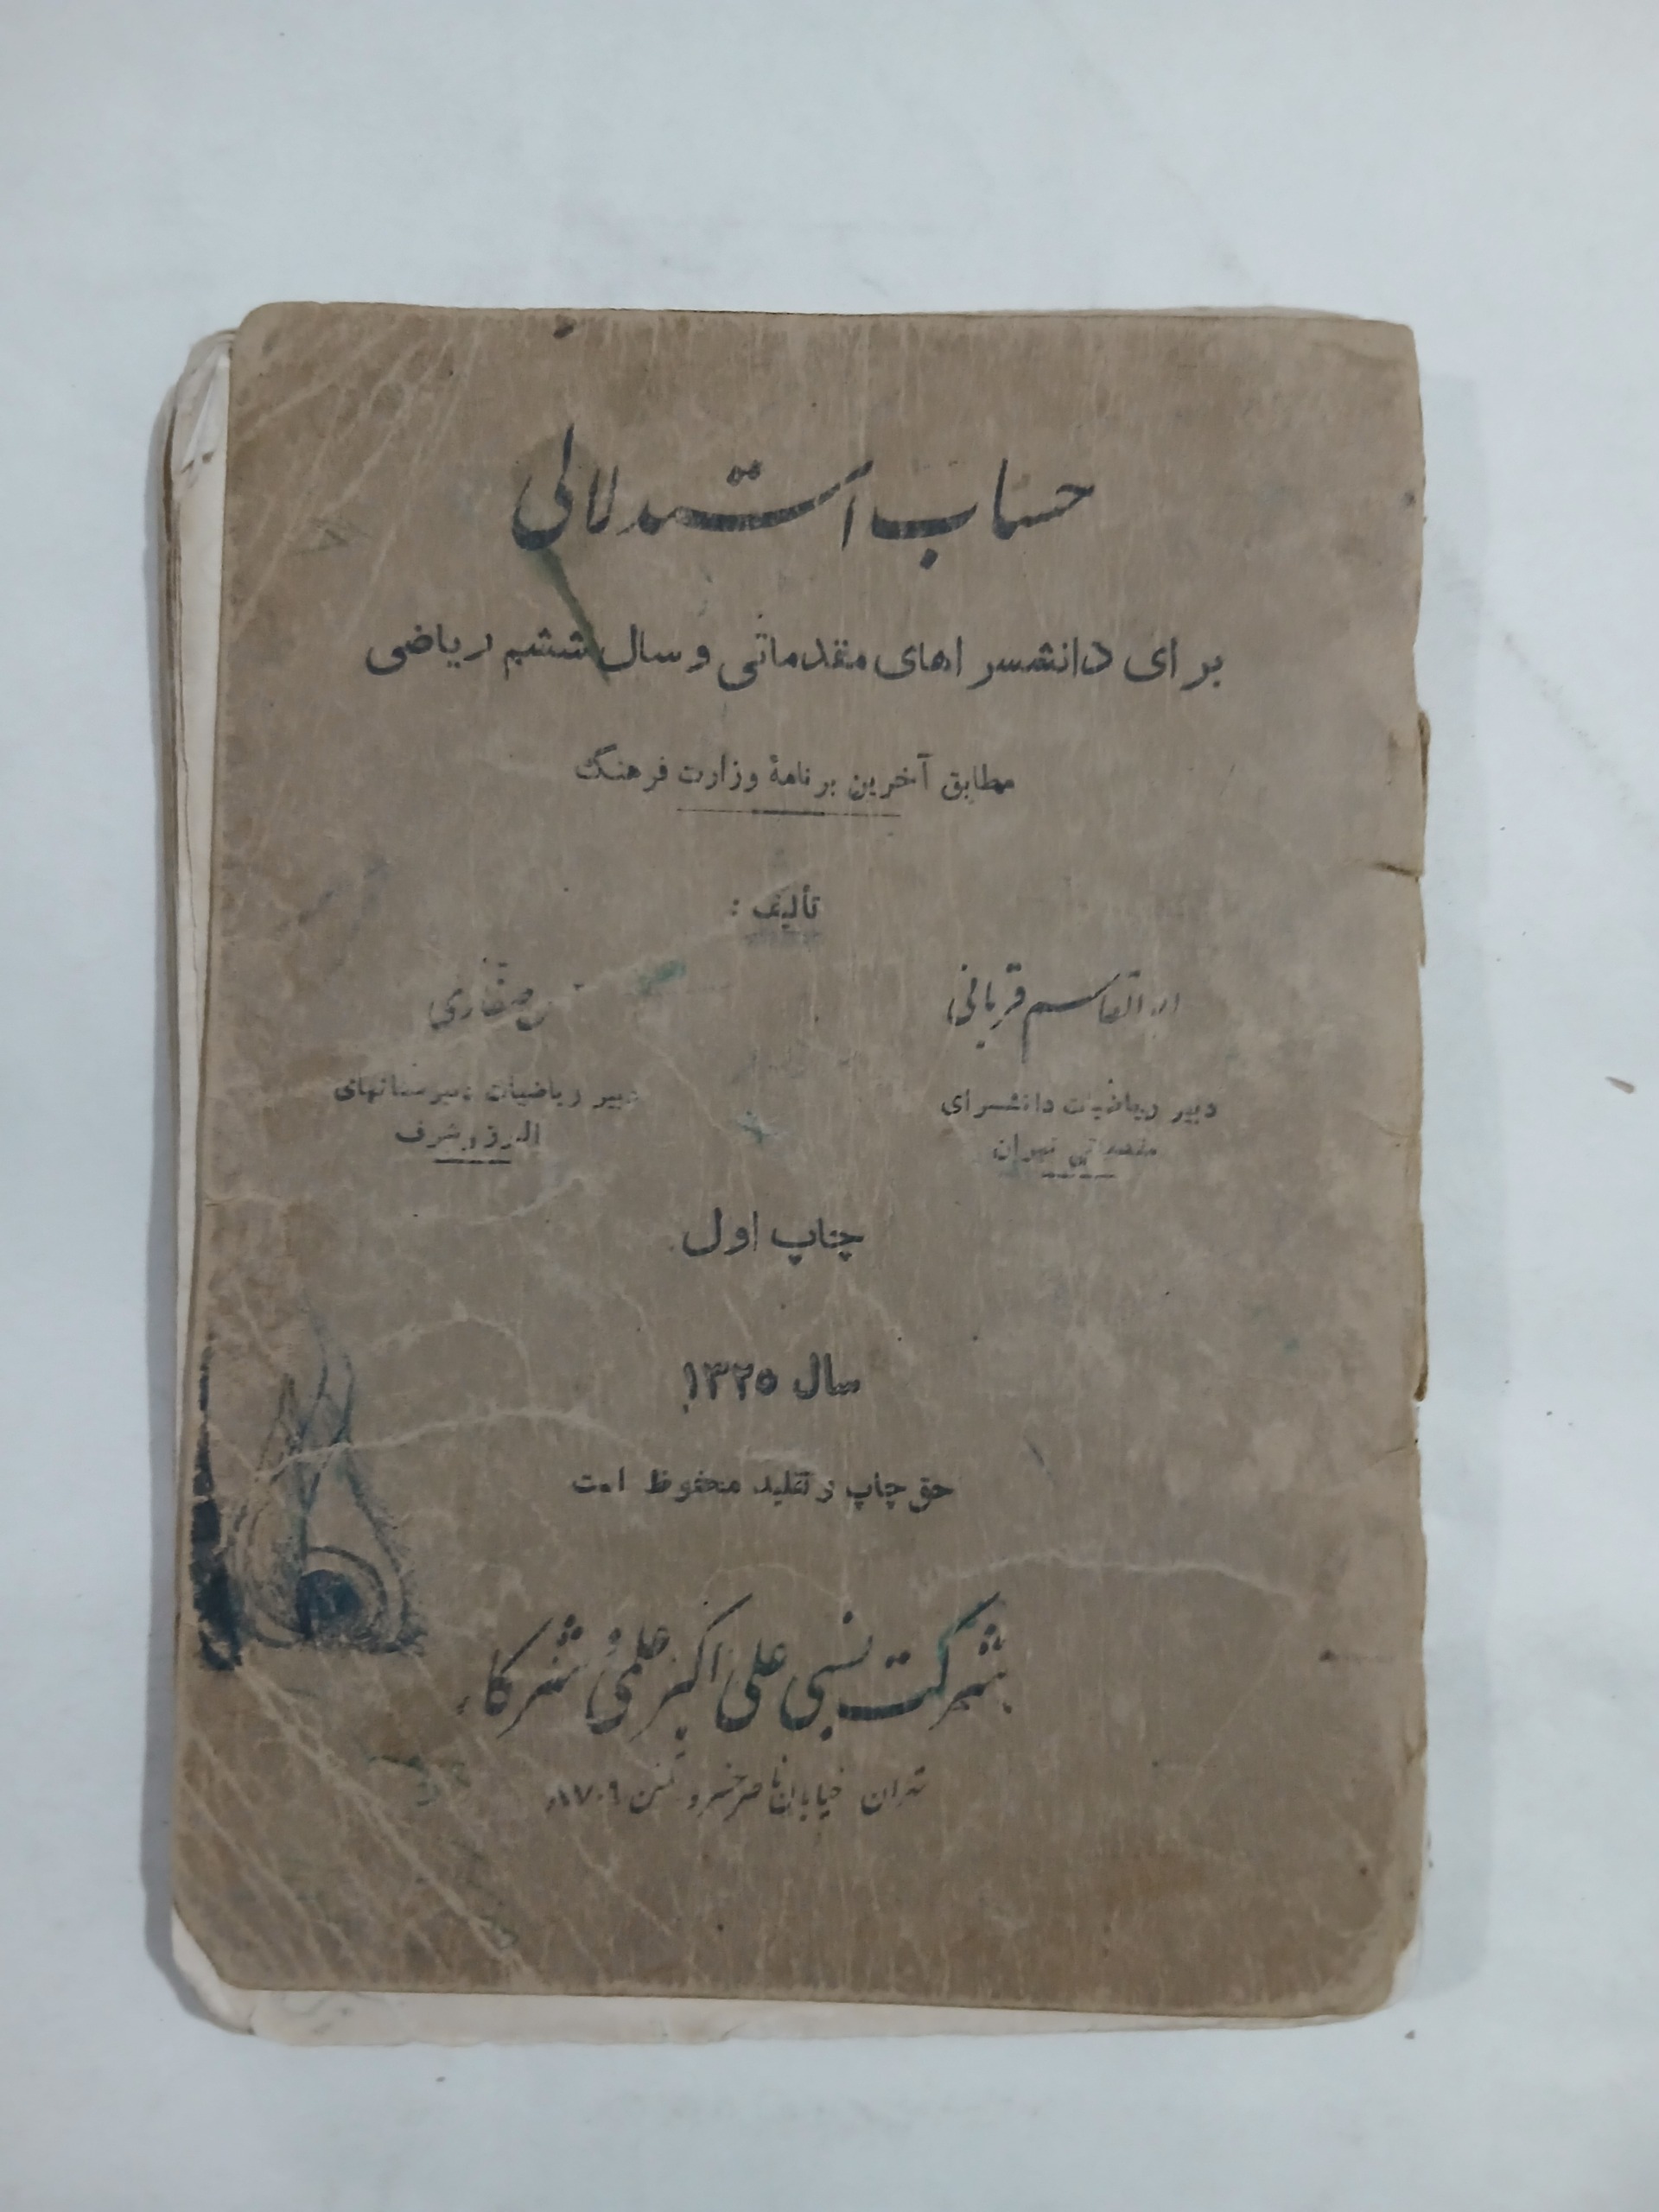 حساب استدلالی
برای دانشسراهای مقدماتی و سال ششم ریاضی
مطابق آخرین برنامهٔ وزارت فرهنگ
تألیف :
ابوالقاسم قربانی
صفاری
دبیر ریاضیات دانشسرای
مقدماتی تهران
دبیر ریاضیات دبیرستانهای
البرز و شرف
چاپ اول
سال ۱۳۲۵
حق چاپ و تقلید محفوظ است
شرکت نسبی علی اکبر علمی و شرکاء
تهران خیابان ناصرخسرو تلفن ۸۷۰۹